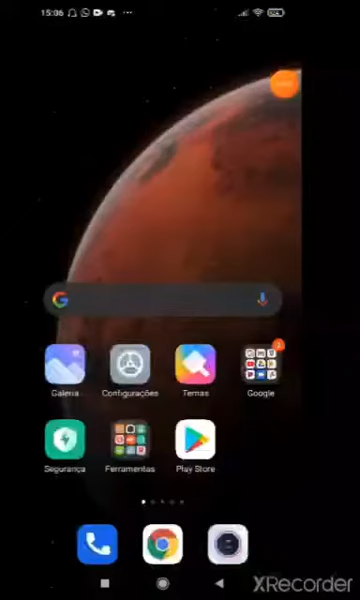 15:06
Galeria
Configurações
Temas
Google
Segurança
Ferramentas
Play Store
XRecorder